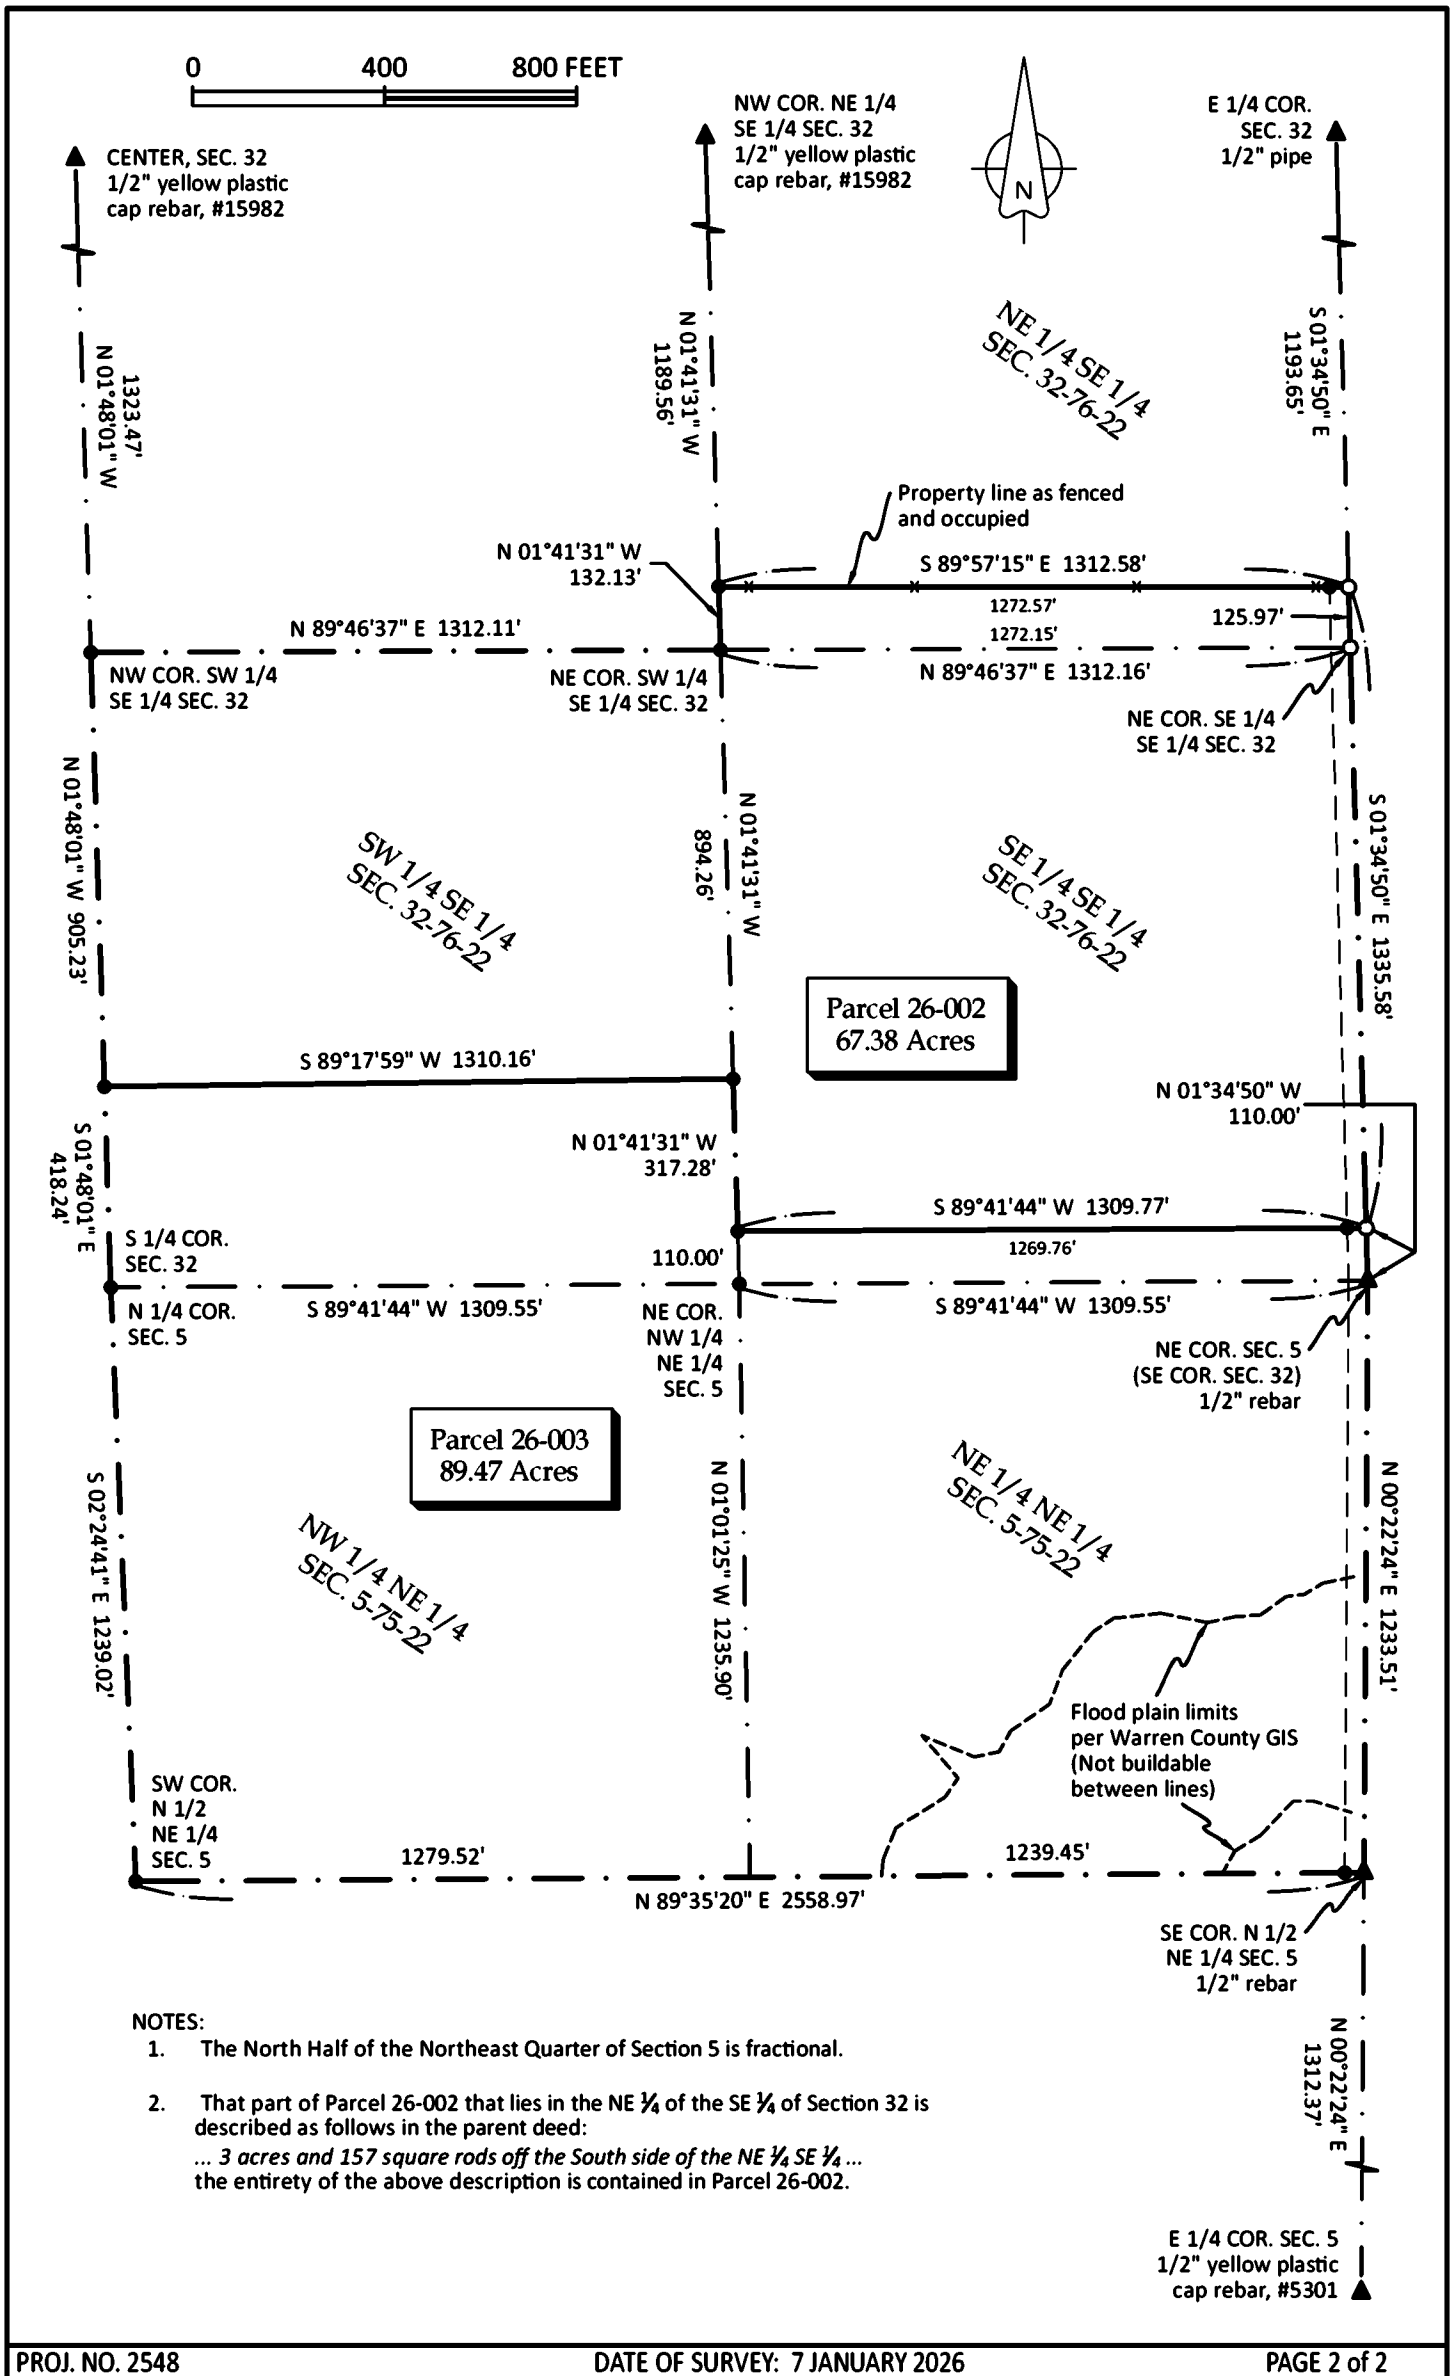 0 400 800 FEET
CENTER, SEC. 32
1/2" yellow plastic
cap rebar, #15982
NW COR. NE 1/4
SE 1/4 SEC. 32
1/2" yellow plastic
cap rebar, #15982
N
E 1/4 COR.
SEC. 32
1/2" pipe
1323.47'
N 01°48'01" W
N 01°41'31" W
1189.56'
NE 1/4 SE 1/4
SEC. 32-76-22
S 01°34'50" E
1193.65'
Property line as fenced
and occupied
N 01°41'31" W
132.13'
S 89°57'15" E 1312.58'
1272.57'
125.97'
N 89°46'37" E 1312.11'
1272.15'
N 89°46'37" E 1312.16'
NW COR. SW 1/4
SE 1/4 SEC. 32
NE COR. SW 1/4
SE 1/4 SEC. 32
NE COR. SE 1/4
SE 1/4 SEC. 32
N 01°48'01" W 905.23'
SW 1/4 SE 1/4
SEC. 32-76-22
N 01°41'31" W
894.26'
SE 1/4 SE 1/4
SEC. 32-76-22
S 01°34'50" E 1335.58'
Parcel 26-002
67.38 Acres
S 89°17'59" W 1310.16'
N 01°34'50" W
110.00'
S 01°48'01" E
418.24'
N 01°41'31" W
317.28'
S 89°41'44" W 1309.77'
1269.76'
110.00'
S 1/4 COR.
SEC. 32
N 1/4 COR.
SEC. 5
S 89°41'44" W 1309.55'
NE COR.
NW 1/4
NE 1/4
SEC. 5
S 89°41'44" W 1309.55'
NE COR. SEC. 5
(SE COR. SEC. 32)
1/2" rebar
Parcel 26-003
89.47 Acres
S 02°24'41" E 1239.02'
NW 1/4 NE 1/4
SEC. 5-75-22
N 01°01'25" W 1235.90'
NE 1/4 NE 1/4
SEC. 5-75-22
N 00°22'24" E 1233.51'
Flood plain limits
per Warren County GIS
(Not buildable
between lines)
SW COR.
N 1/2
NE 1/4
SEC. 5
1279.52'
1239.45'
N 89°35'20" E 2558.97'
SE COR. N 1/2
NE 1/4 SEC. 5
1/2" rebar
N 00°22'24" E
1312.37'
NOTES:
1. The North Half of the Northeast Quarter of Section 5 is fractional.
2. That part of Parcel 26-002 that lies in the NE ¼ of the SE ¼ of Section 32 is
described as follows in the parent deed:
... 3 acres and 157 square rods off the South side of the NE ¼ SE ¼ ...
the entirety of the above description is contained in Parcel 26-002.
E 1/4 COR. SEC. 5
1/2" yellow plastic
cap rebar, #5301
PROJ. NO. 2548 DATE OF SURVEY: 7 JANUARY 2026 PAGE 2 of 2